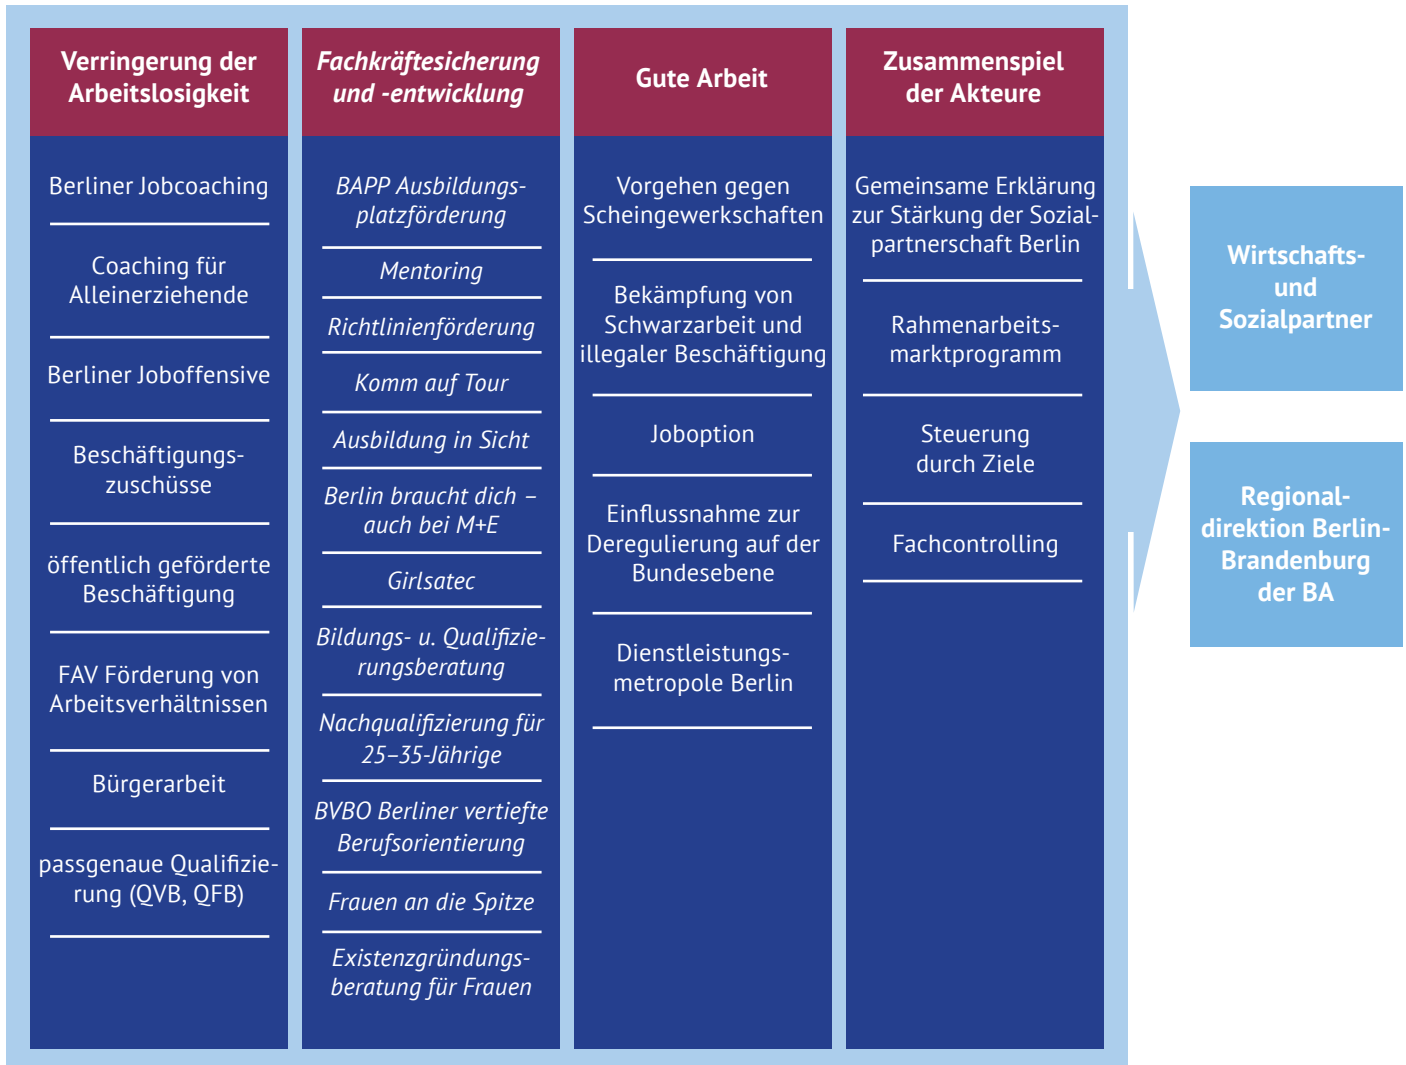 Verringerung der
Arbeitslosigkeit
Berliner Jobcoaching
Coaching für
Alleinerziehende
Berliner Joboffensive
Beschäftigungs-
zuschüsse
öffentlich geförderte
Beschäftigung
FAV Förderung von
Arbeitsverhältnissen
Bürgerarbeit
passgenaue Qualifizie-
rung (QVB, QFB)
Fachkräftesicherung
und -entwicklung
BAPP Ausbildungs-
platzförderung
Mentoring
Richtlinienförderung
Komm auf Tour
Ausbildung in Sicht
Berlin braucht dich –
auch bei M+E
Girlsatec
Bildungs- u. Qualifizie-
rungsberatung
Nachqualifizierung für
25–35-Jährige
BVBO Berliner vertiefte
Berufsorientierung
Frauen an die Spitze
Existenzgründungs-
beratung für Frauen
Gute Arbeit
Vorgehen gegen
Scheingewerkschaften
Bekämpfung von
Schwarzarbeit und
illegaler Beschäftigung
Joboption
Einflussnahme zur
Deregulierung auf der
Bundesebene
Dienstleistungs-
metropole Berlin
Zusammenspiel
der Akteure
Gemeinsame Erklärung
zur Stärkung der Sozial-
partnerschaft Berlin
Rahmenarbeits-
marktprogramm
Steuerung
durch Ziele
Fachcontrolling
Wirtschafts-
und
Sozialpartner
Regional-
direktion Berlin-
Brandenburg
der BA